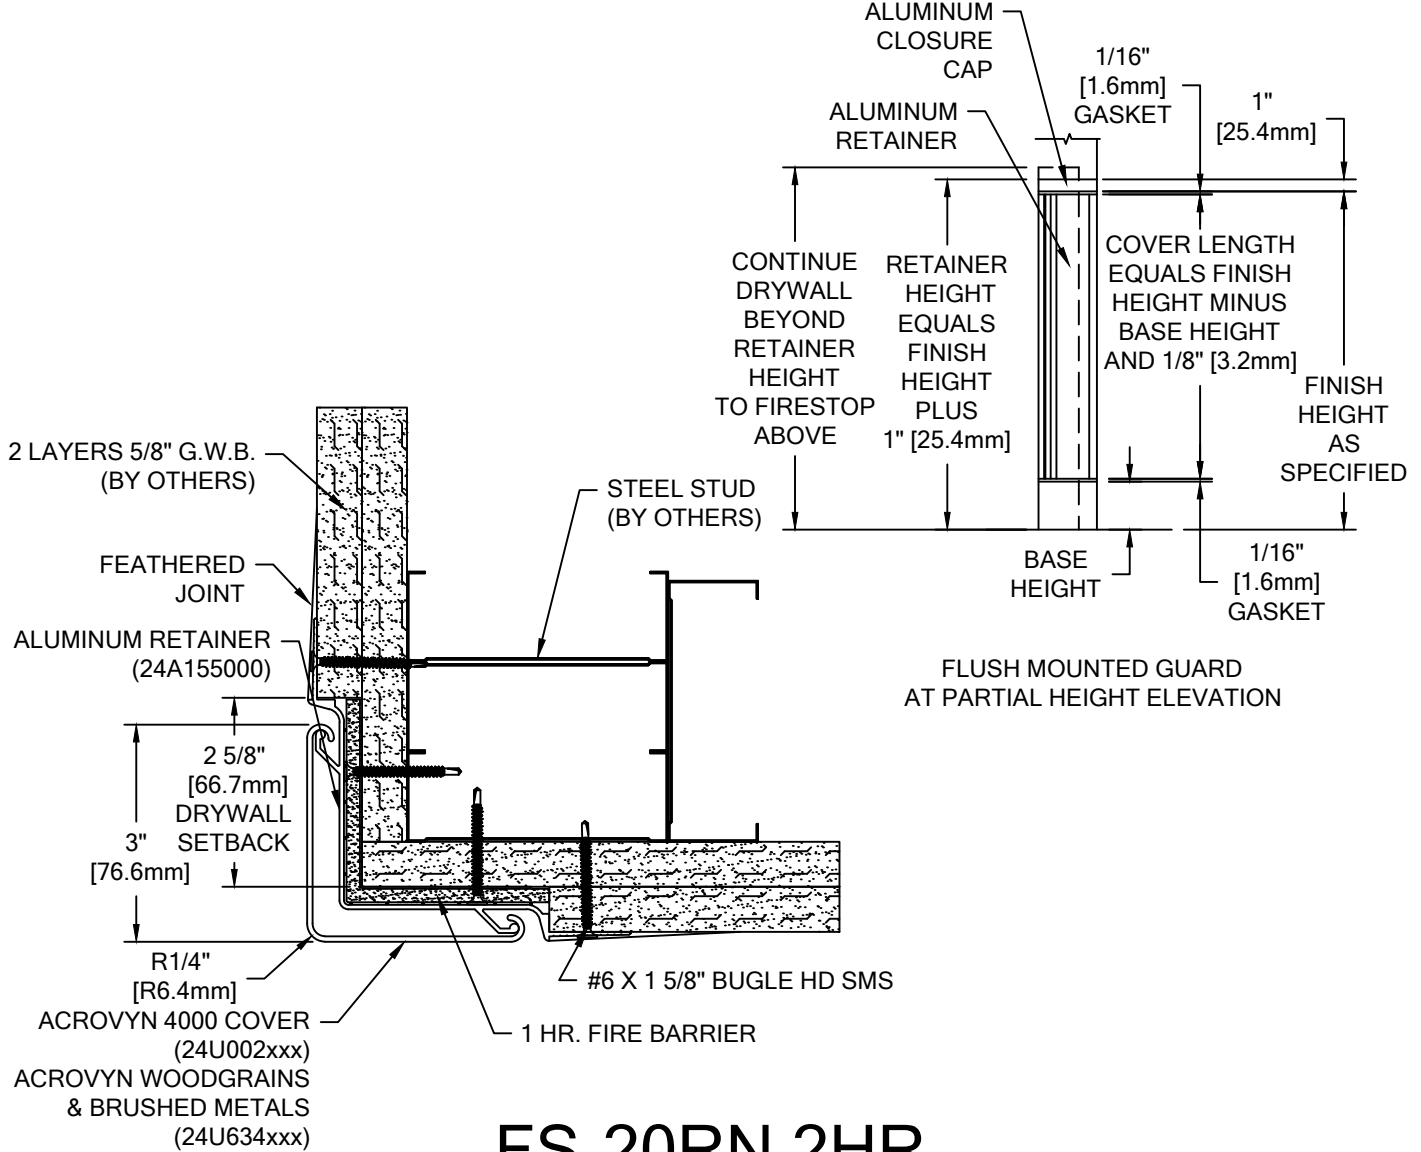 ALUMINUM
CLOSURE
CAP
1/16"
[1.6mm]
GASKET
1"
[25.4mm]
ALUMINUM
RETAINER
CONTINUE
DRYWALL
BEYOND
RETAINER
HEIGHT
TO FIRESTOP
ABOVE
RETAINER
HEIGHT
EQUALS
FINISH
HEIGHT
PLUS
1" [25.4mm]
COVER LENGTH
EQUALS FINISH
HEIGHT MINUS
BASE HEIGHT
AND 1/8" [3.2mm]
FINISH
HEIGHT
AS
SPECIFIED
BASE
HEIGHT
1/16"
[1.6mm]
GASKET
FLUSH MOUNTED GUARD
AT PARTIAL HEIGHT ELEVATION
2 LAYERS 5/8" G.W.B.
(BY OTHERS)
STEEL STUD
(BY OTHERS)
FEATHERED
JOINT
ALUMINUM RETAINER
(24A155000)
2 5/8"
[66.7mm]
DRYWALL
SETBACK
3"
[76.6mm]
R1/4"
[R6.4mm]
ACROVYN 4000 COVER
(24U002xxx)
ACROVYN WOODGRAINS
& BRUSHED METALS
(24U634xxx)
#6 X 1 5/8" BUGLE HD SMS
1 HR. FIRE BARRIER
FS-20RN 2HR